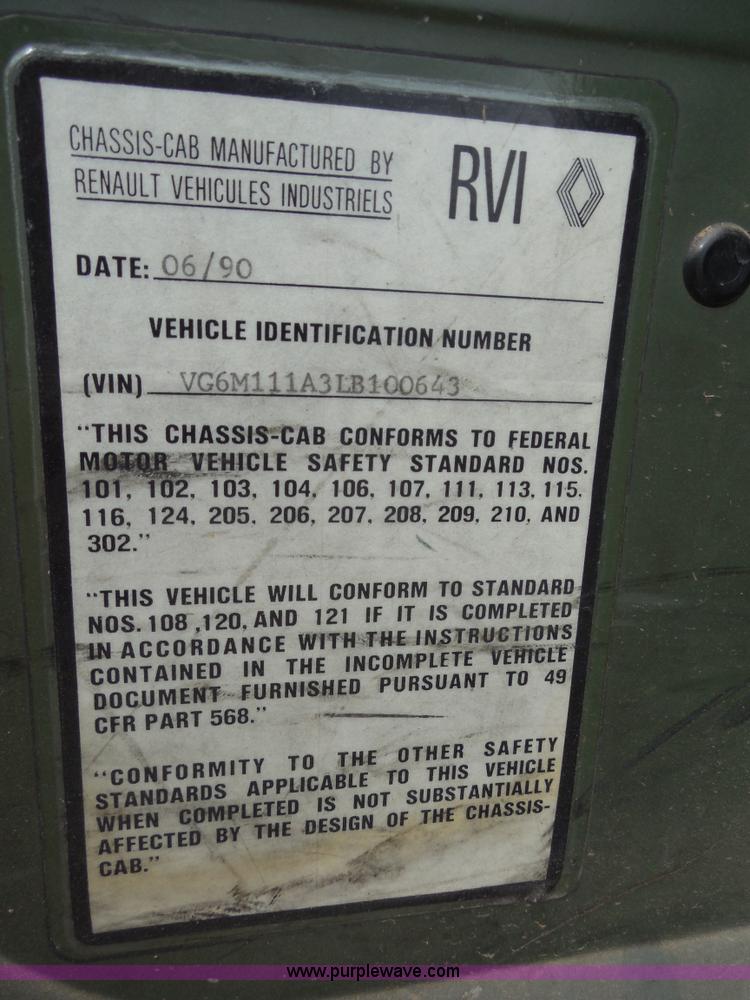 CHASSIS-CAB MANUFACTURED BY
RENAULT VEHICULES INDUSTRIELS
RVI
DATE: 06/90
VEHICLE IDENTIFICATION NUMBER
(VIN) VG6M111A3LB100643
"THIS CHASSIS-CAB CONFORMS TO FEDERAL
MOTOR VEHICLE SAFETY STANDARD NOS.
101, 102, 103, 104, 106, 107, 111, 113, 115.
116, 124, 205, 206, 207, 208, 209, 210, AND
302."
"THIS VEHICLE WILL CONFORM TO STANDARD
NOS. 108 ,120, AND 121 IF IT IS COMPLETED
IN ACCORDANCE WITH THE INSTRUCTIONS
CONTAINED IN THE INCOMPLETE VEHICLE
DOCUMENT FURNISHED PURSUANT TO 49
CFR PART 568."
"CONFORMITY TO THE OTHER SAFETY
STANDARDS APPLICABLE TO THIS VEHICLE
WHEN COMPLETED IS NOT SUBSTANTIALLY
AFFECTED BY THE DESIGN OF THE CHASSIS-
CAB."
www.purplewave.com